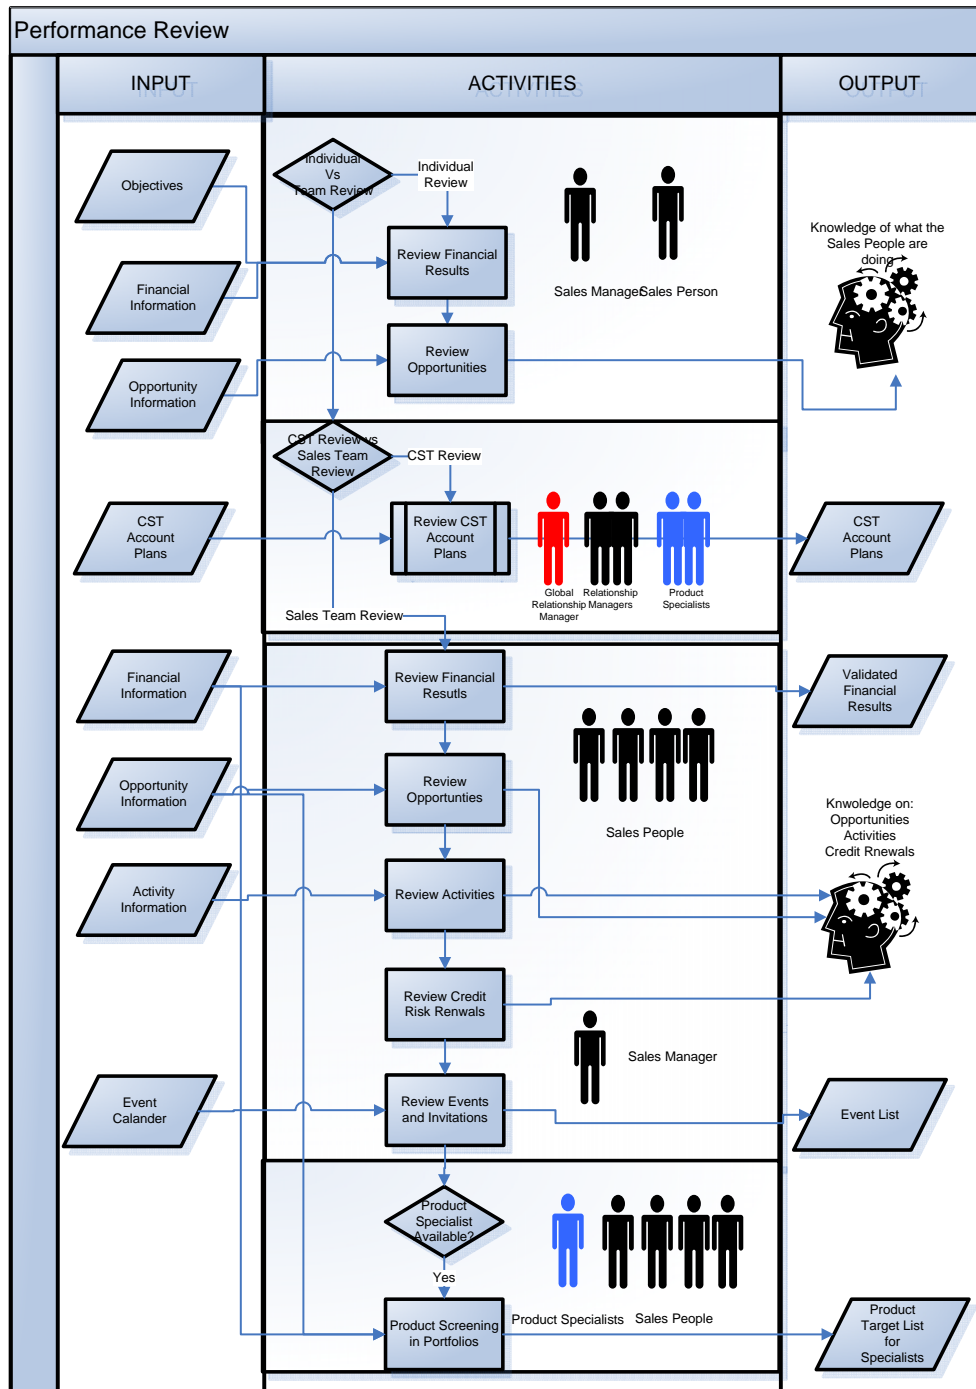 Performance Review
INPUT
ACTIVITIES
OUTPUT
Individual
Vs
Team Review
Individual
Review
Objectives
Financial
Information
Review Financial
Results
Sales Manager
Sales Person
Knowledge of what the
Sales People are
doing
Opportunity
Information
Review
Opportunities
CST Review vs
Sales Team
Review
CST Review
CST
Account
Plans
Review CST
Account
Plans
Global
Relationship
Manager
Relationship
Managers
Product
Specialists
CST
Account
Plans
Sales Team Review
Financial
Information
Review Financial
Resutls
Validated
Financial
Results
Opportunity
Information
Review
Opportunties
Sales People
Knwoledge on:
Opportunities
Activities
Credit Rnewals
Activity
Information
Review Activities
Review Credit
Risk Renwals
Sales Manager
Event
Calander
Review Events
and Invitations
Event List
Product
Specialist
Available?
Yes
Product Screening
in Portfolios
Product Specialists
Sales People
Product
Target List
for
Specialists